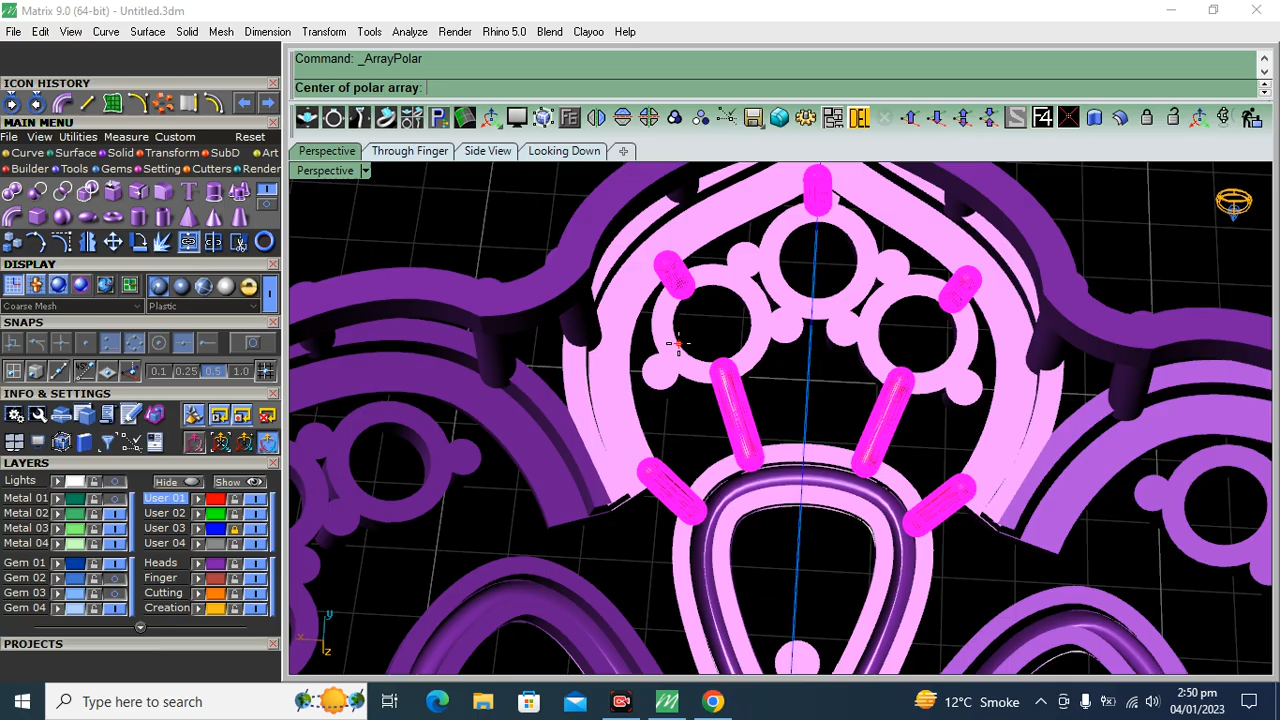 Matrix 9.0 (64-bit) - Untitled.3dm
File Edit View Curve Surface Solid Mesh Dimension Transform Tools Analyze Render Rhino 5.0 Blend Clayoo Help
Command: _ArrayPolar
Center of polar array:
ICON HISTORY
MAIN MENU
File View Utilities Measure Custom Reset
Curve Surface Solid Transform SubD Art
Builder Tools Gems Setting Cutters Render
DISPLAY
Coarse Mesh Plastic
SNAPS
0.1 0.25 0.5 1.0
INFO & SETTINGS
LAYERS
Lights Hide Show
Metal 01 User 01
Metal 02 User 02
Metal 03 User 03
Metal 04 User 04
Gem 01 Heads
Gem 02 Finger
Gem 03 Cutting
Gem 04 Creation
PROJECTS
F4
Perspective Through Finger Side View Looking Down
Perspective
y
x
z
Type here to search
12°C Smoke
2:50 pm
04/01/2023